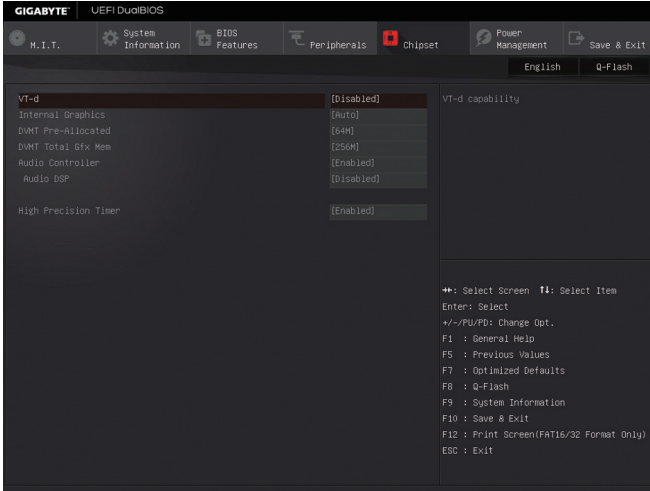 GIGABYTE™ UEFI DualBIOS
M.I.T. System Information BIOS Features Peripherals Chipset Power Management Save & Exit
English Q-Flash
VT-d [Disabled] VT-d capability
Internal Graphics [Auto]
DVMT Pre-Allocated [64M]
DVMT Total Gfx Mem [256M]
Audio Controller [Enabled]
Audio DSP [Disabled]
High Precision Timer [Enabled]
→←: Select Screen ↑↓: Select Item
Enter: Select
+/-/PU/PD: Change Opt.
F1 : General Help
F5 : Previous Values
F7 : Optimized Defaults
F8 : Q-Flash
F9 : System Information
F10 : Save & Exit
F12 : Print Screen(FAT16/32 Format Only)
ESC : Exit